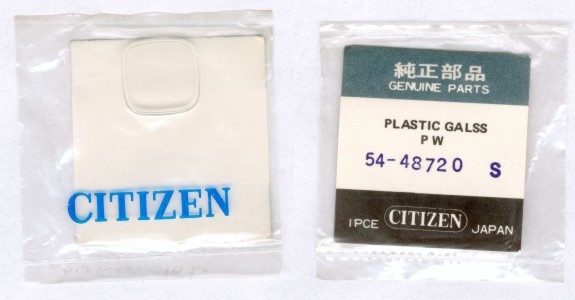 CITIZEN
純正部品
GENUINE PARTS
PLASTIC GALSS
PW
54-48720 S
1PCE CITIZEN JAPAN